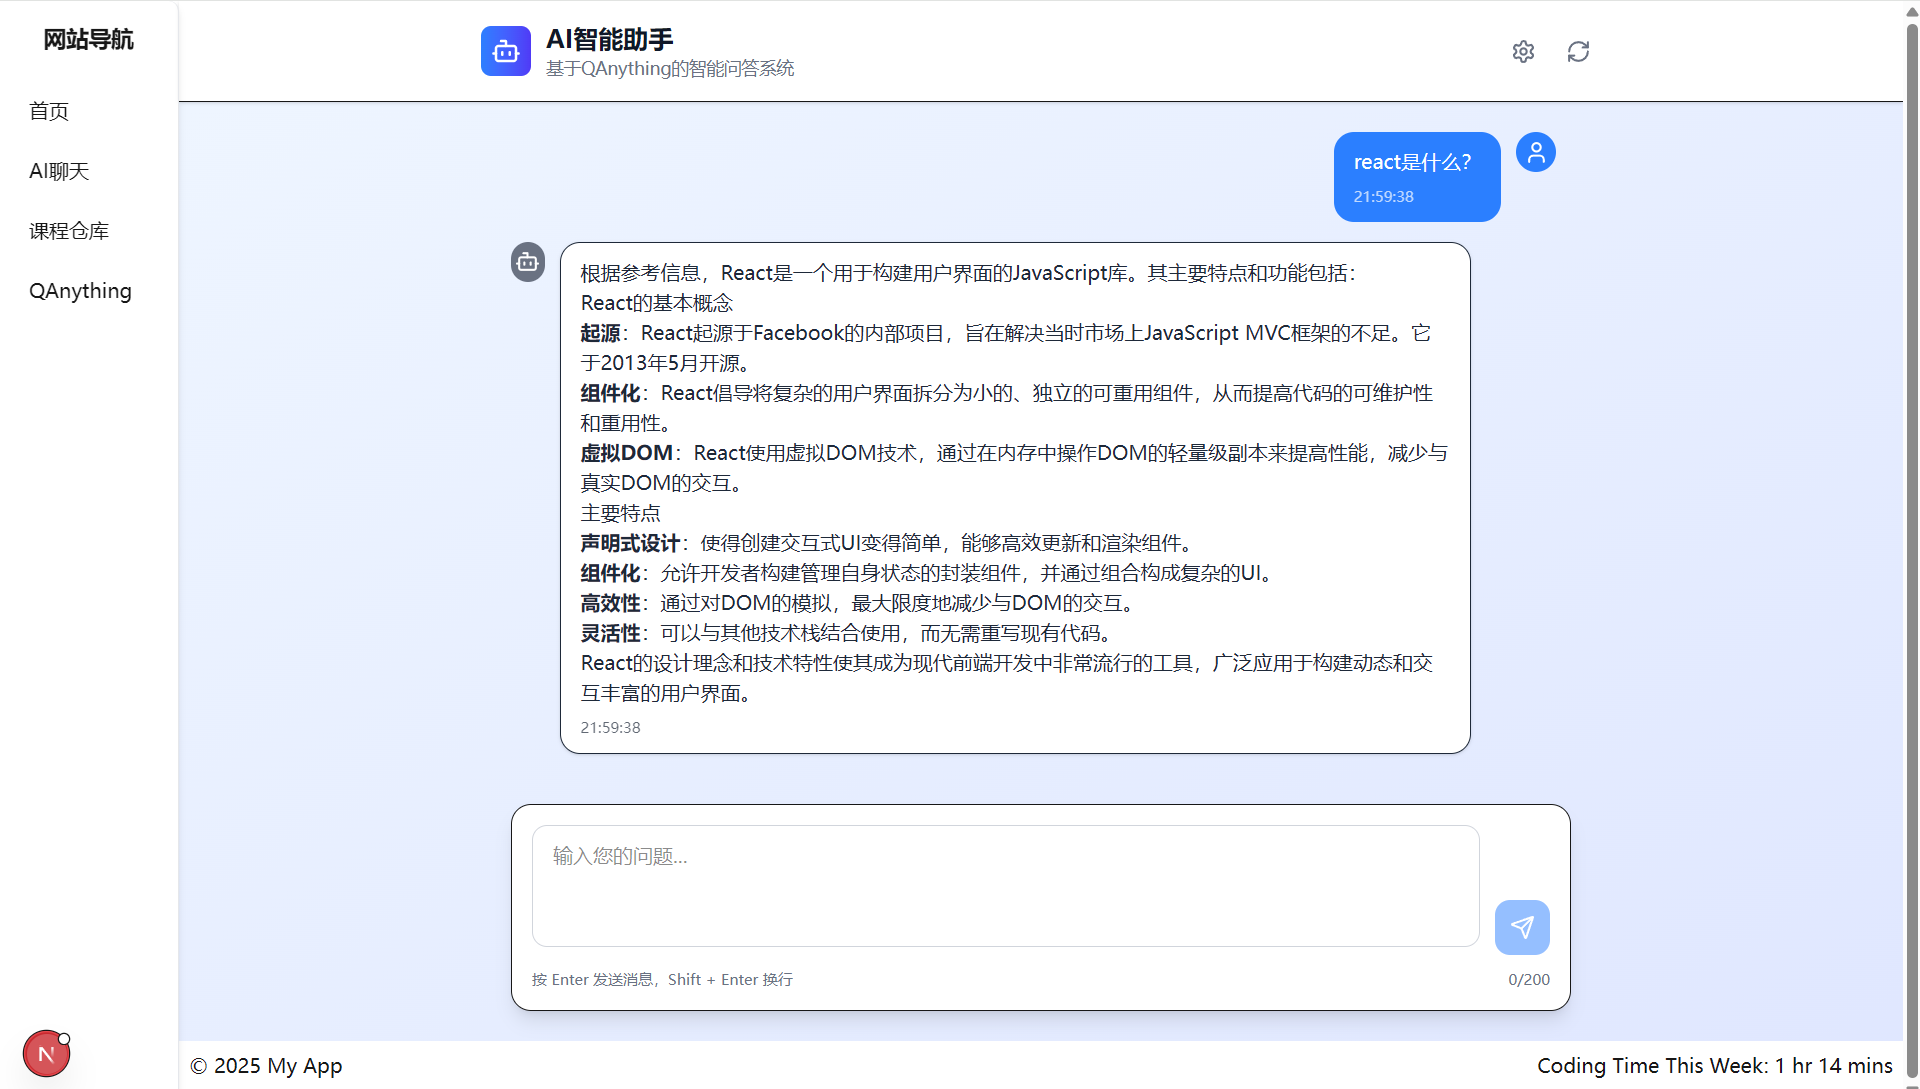 网站导航
首页
AI聊天
课程仓库
QAnything
AI智能助手
基于QAnything的智能问答系统
react是什么?
21:59:38
根据参考信息，React是一个用于构建用户界面的JavaScript库。其主要特点和功能包括：
React的基本概念
起源：React起源于Facebook的内部项目，旨在解决当时市场上JavaScript MVC框架的不足。它
于2013年5月开源。
组件化：React倡导将复杂的用户界面拆分为小的、独立的可重用组件，从而提高代码的可维护性
和重用性。
虚拟DOM：React使用虚拟DOM技术，通过在内存中操作DOM的轻量级副本来提高性能，减少与
真实DOM的交互。
主要特点
声明式设计：使得创建交互式UI变得简单，能够高效更新和渲染组件。
组件化：允许开发者构建管理自身状态的封装组件，并通过组合构成复杂的UI。
高效性：通过对DOM的模拟，最大限度地减少与DOM的交互。
灵活性：可以与其他技术栈结合使用，而无需重写现有代码。
React的设计理念和技术特性使其成为现代前端开发中非常流行的工具，广泛应用于构建动态和交
互丰富的用户界面。
21:59:38
输入您的问题...
按 Enter 发送消息，Shift + Enter 换行
0/200
N
© 2025 My App
Coding Time This Week: 1 hr 14 mins